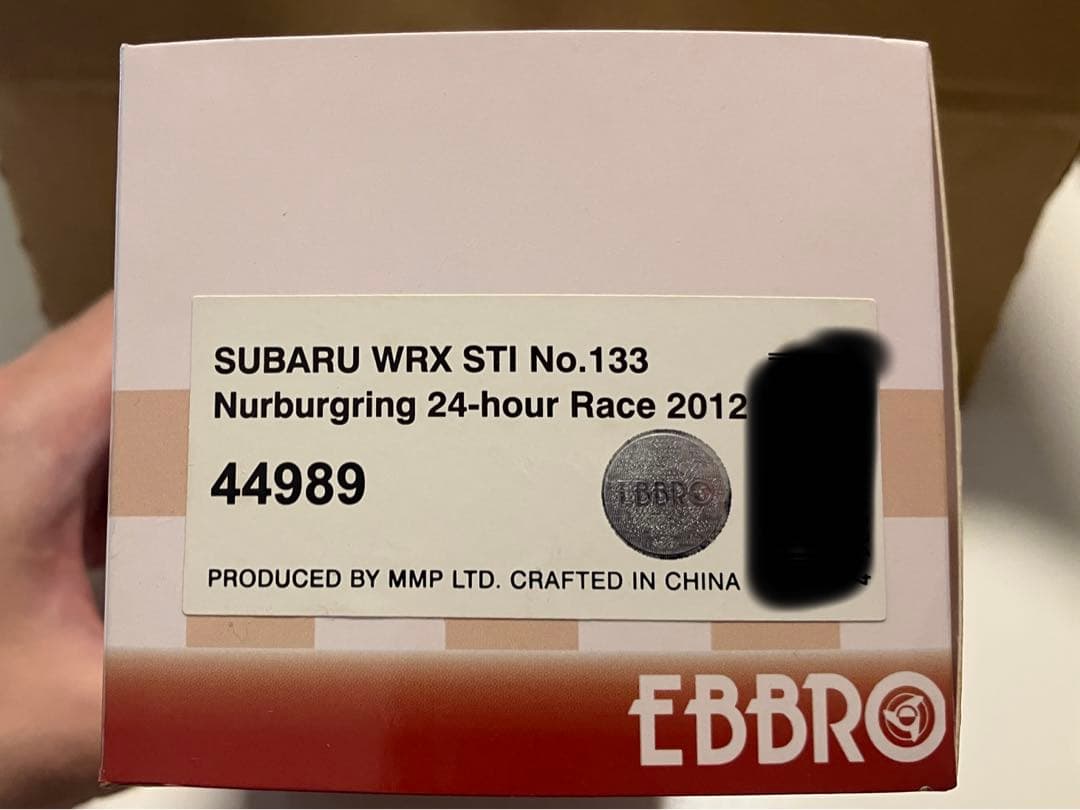 SUBARU WRX STI No.133
Nurburgring 24-hour Race 2012
44989
EBBRO
PRODUCED BY MMP LTD. CRAFTED IN CHINA
EBBRO